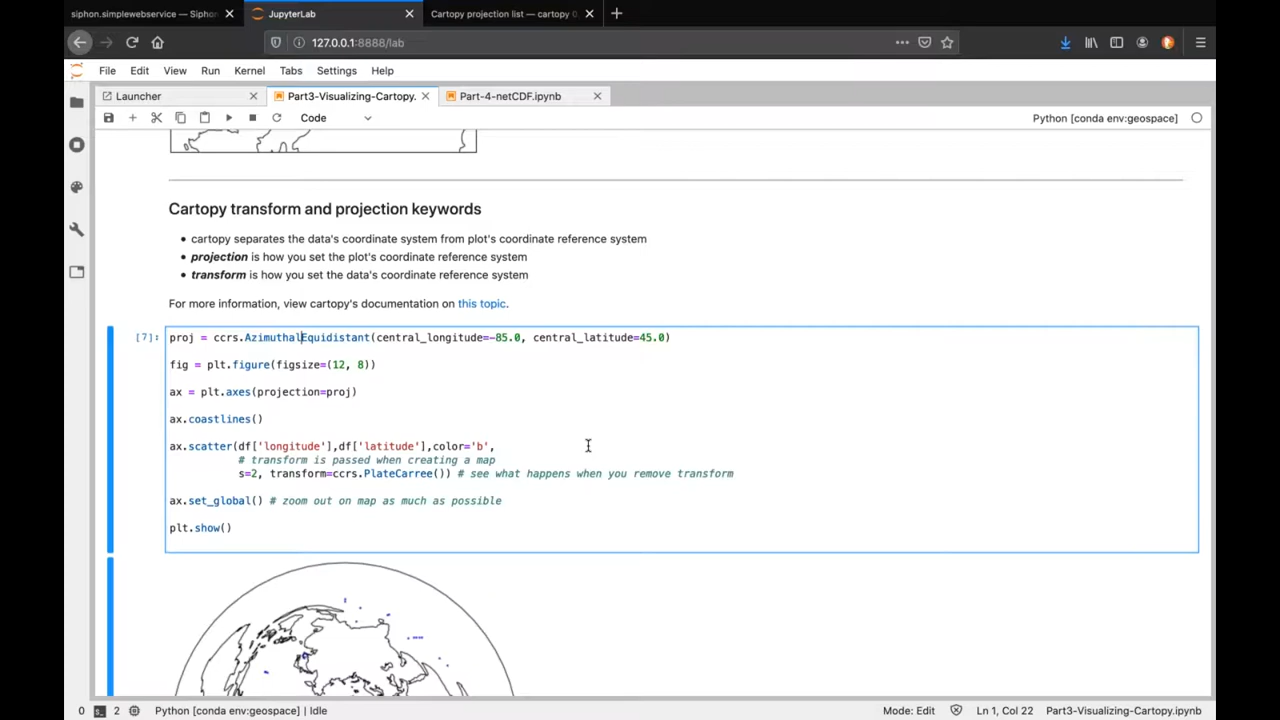 siphon.simplewebservice — Siphon
JupyterLab
Cartopy projection list — cartopy 0.
127.0.0.1:8888/lab
File Edit View Run Kernel Tabs Settings Help
Launcher
Part3-Visualizing-Cartopy.
Part-4-netCDF.ipynb
Code
Python [conda env:geospace]
Cartopy transform and projection keywords
• cartopy separates the data's coordinate system from plot's coordinate reference system
• projection is how you set the plot's coordinate reference system
• transform is how you set the data's coordinate reference system
For more information, view cartopy's documentation on this topic.
[7]:
proj = ccrs.AzimuthalEquidistant(central_longitude=-85.0, central_latitude=45.0)
fig = plt.figure(figsize=(12, 8))
ax = plt.axes(projection=proj)
ax.coastlines()
ax.scatter(df['longitude'],df['latitude'],color='b',
# transform is passed when creating a map
s=2, transform=ccrs.PlateCarree()) # see what happens when you remove transform
ax.set_global() # zoom out on map as much as possible
plt.show()
0 2 Python [conda env:geospace] | Idle Mode: Edit Ln 1, Col 22 Part3-Visualizing-Cartopy.ipynb